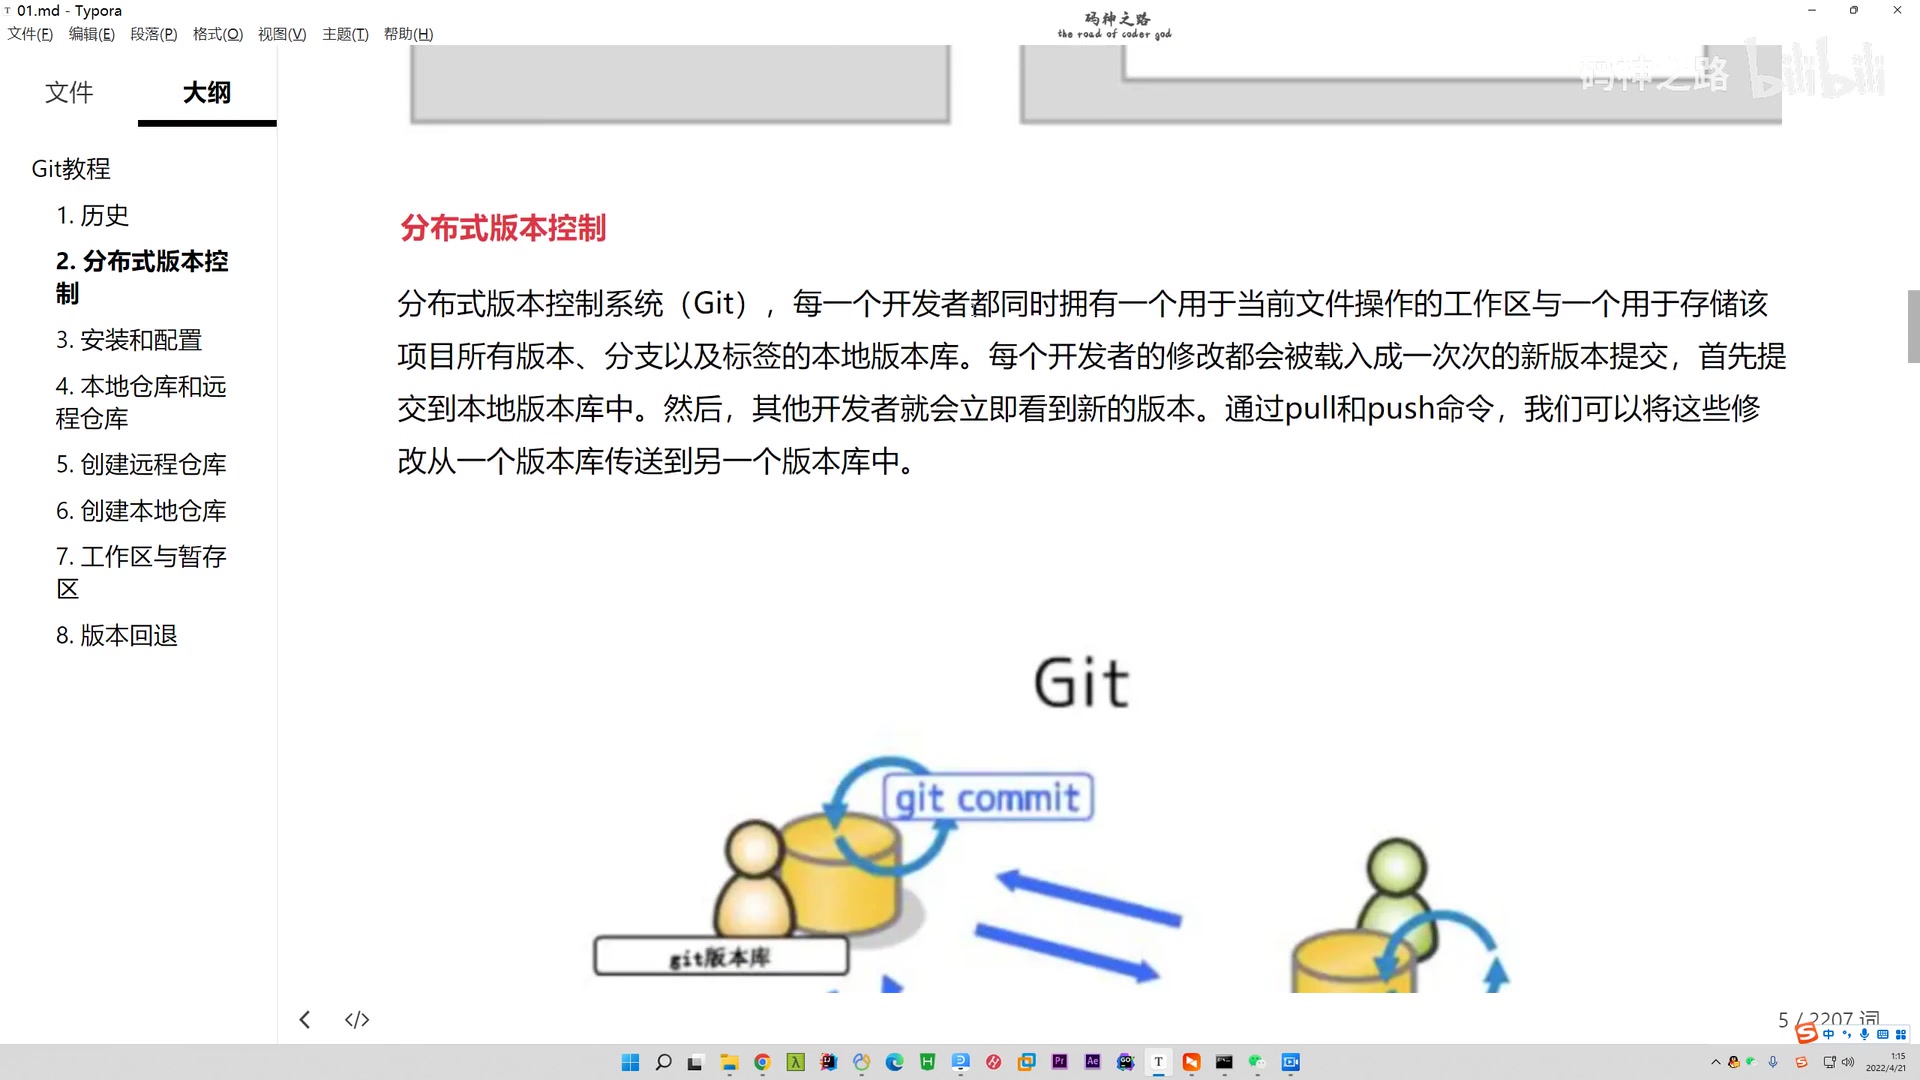 01.md - Typora
文件(F) 编辑(E) 段落(P) 格式(O) 视图(V) 主题(T) 帮助(H)
码神之路
the road of coder god
码神之路 bilibili
文件 大纲
Git教程
1. 历史
2. 分布式版本控
制
3. 安装和配置
4. 本地仓库和远
程仓库
5. 创建远程仓库
6. 创建本地仓库
7. 工作区与暂存
区
8. 版本回退
分布式版本控制
分布式版本控制系统（Git），每一个开发者都同时拥有一个用于当前文件操作的工作区与一个用于存储该
项目所有版本、分支以及标签的本地版本库。每个开发者的修改都会被载入成一次次的新版本提交，首先提
交到本地版本库中。然后，其他开发者就会立即看到新的版本。通过pull和push命令，我们可以将这些修
改从一个版本库传送到另一个版本库中。
Git
git commit
git版本库
</>
5 / 2207 词
中
1:15
2022/4/21